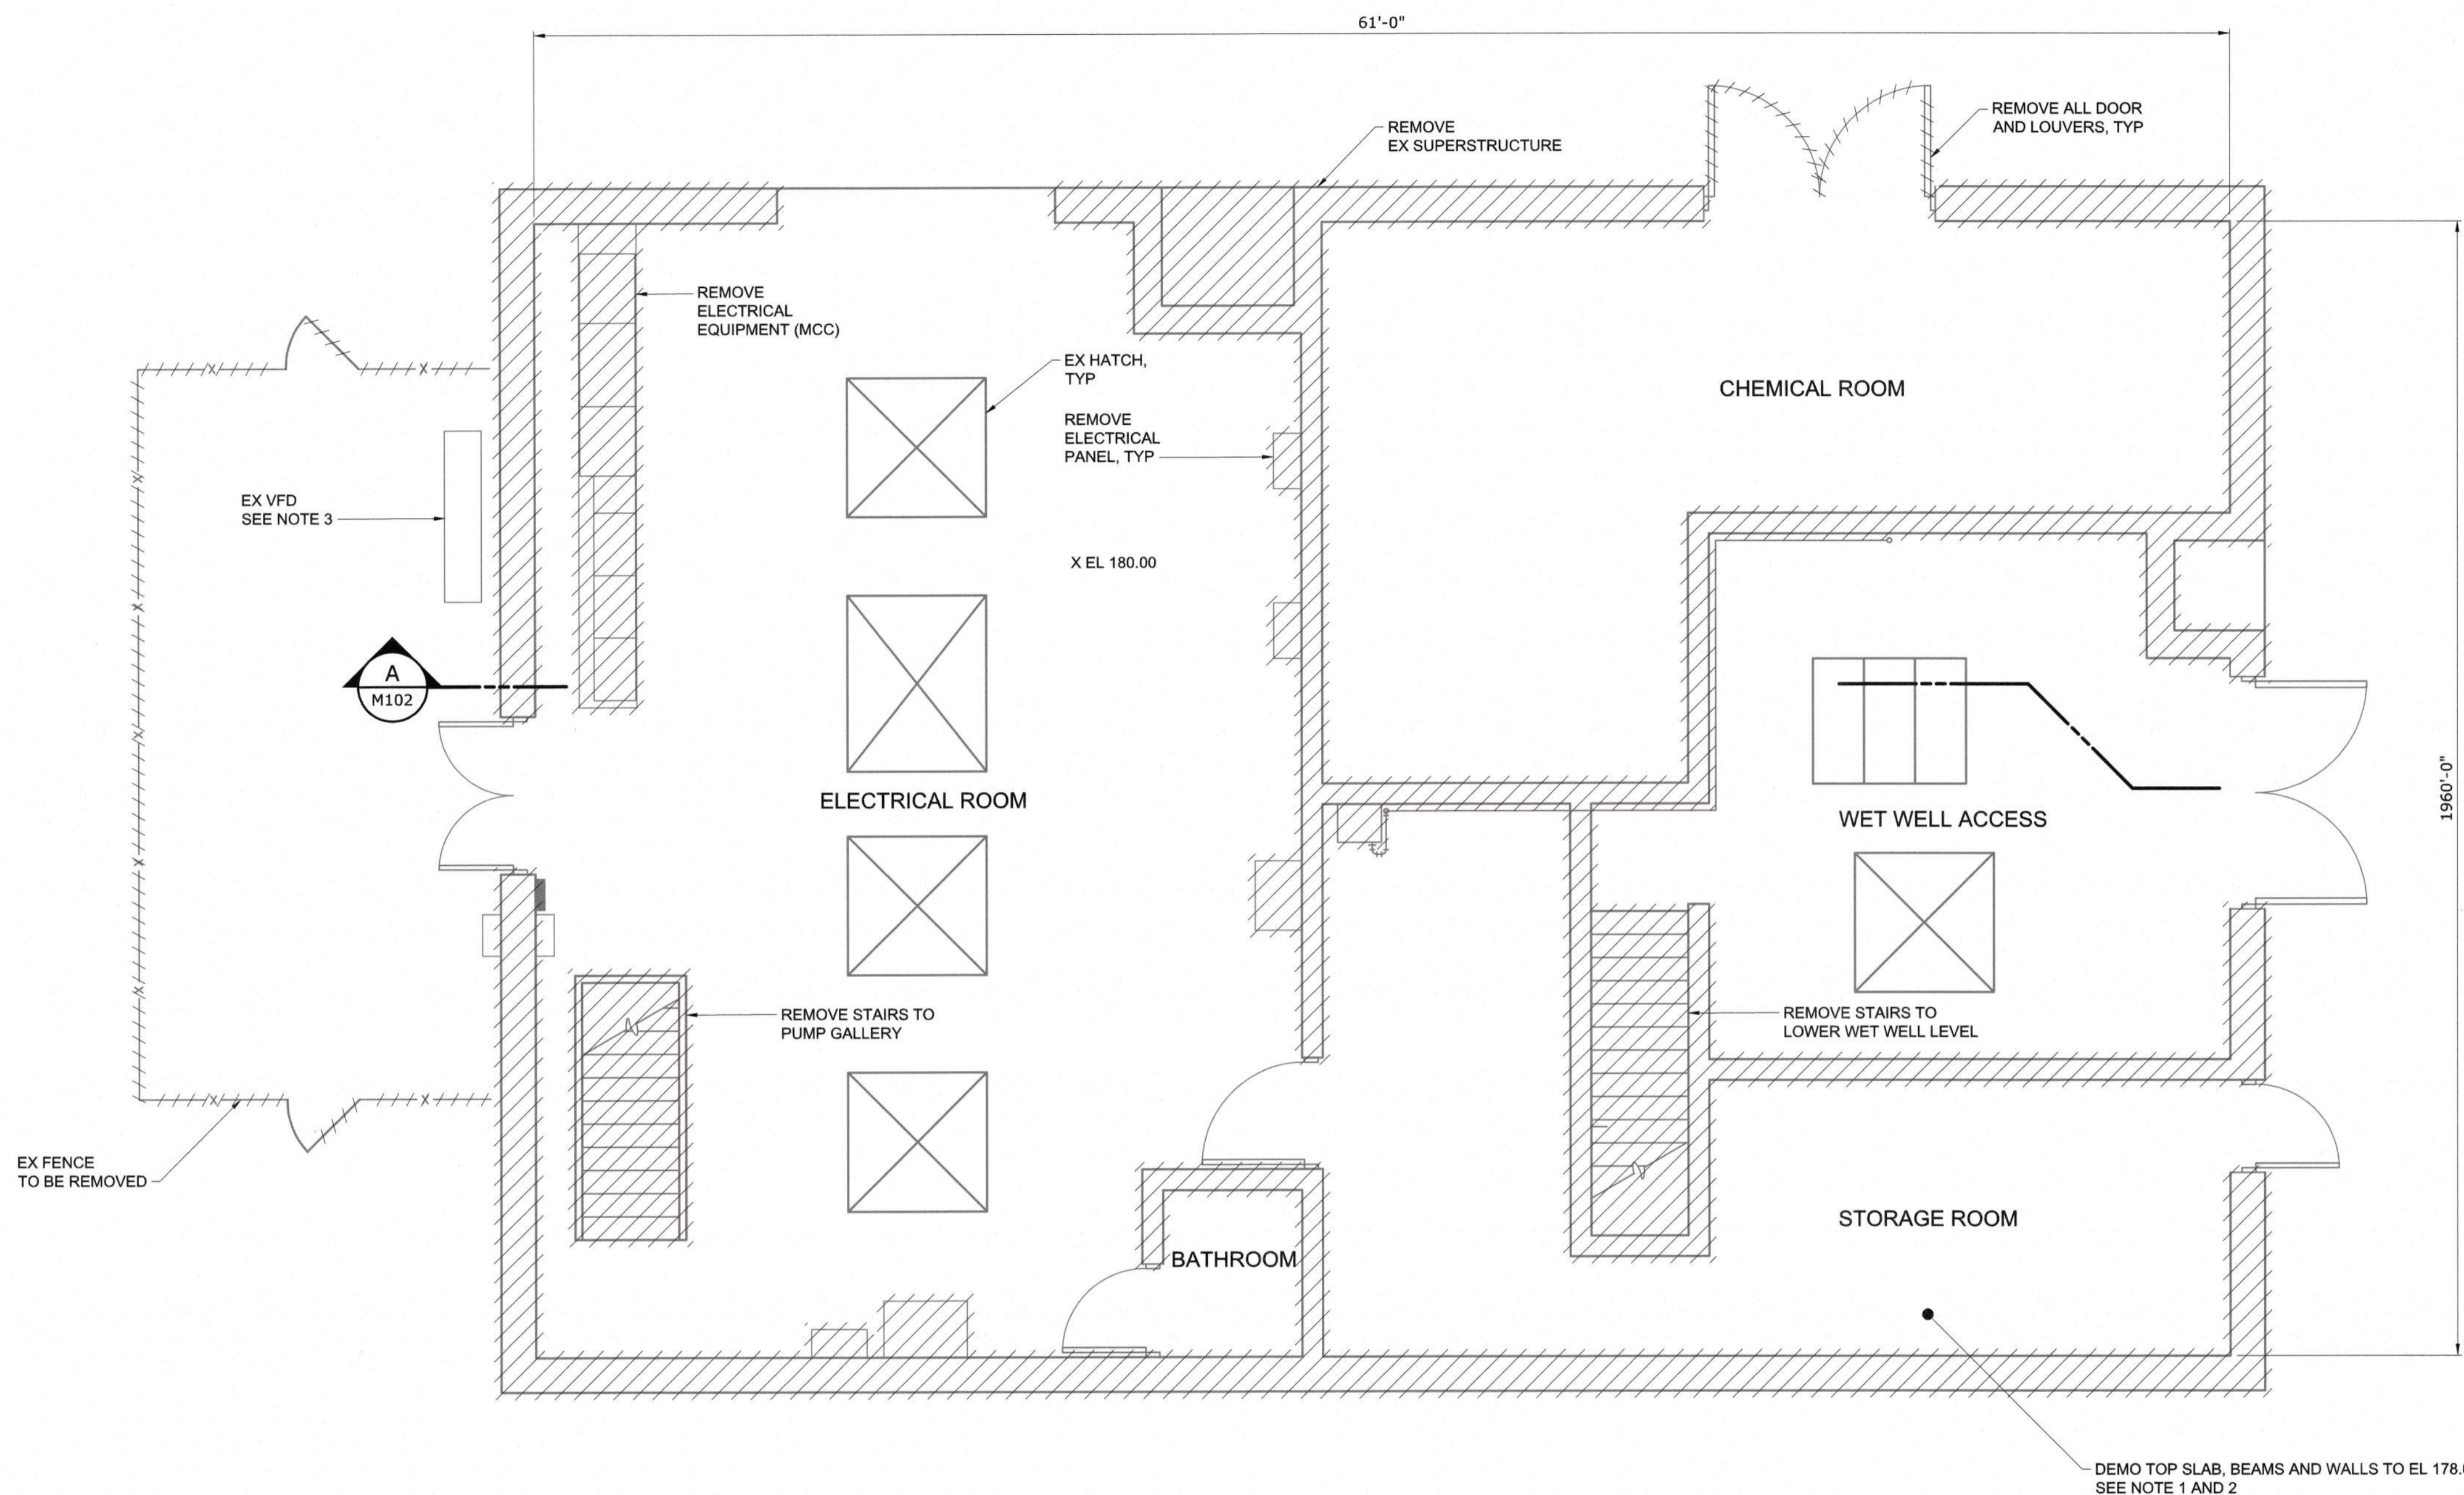 61'-0"
REMOVE ALL DOOR
AND LOUVERS, TYP
REMOVE
EX SUPERSTRUCTURE
REMOVE
ELECTRICAL
EQUIPMENT (MCC)
EX HATCH,
TYP
CHEMICAL ROOM
REMOVE
ELECTRICAL
PANEL, TYP
EX VFD
SEE NOTE 3
X EL 180.00
A
M102
1960'-0"
ELECTRICAL ROOM
WET WELL ACCESS
REMOVE STAIRS TO
PUMP GALLERY
REMOVE STAIRS TO
LOWER WET WELL LEVEL
EX FENCE
TO BE REMOVED
STORAGE ROOM
BATHROOM
DEMO TOP SLAB, BEAMS AND WALLS TO EL
SEE NOTE 1 AND 2